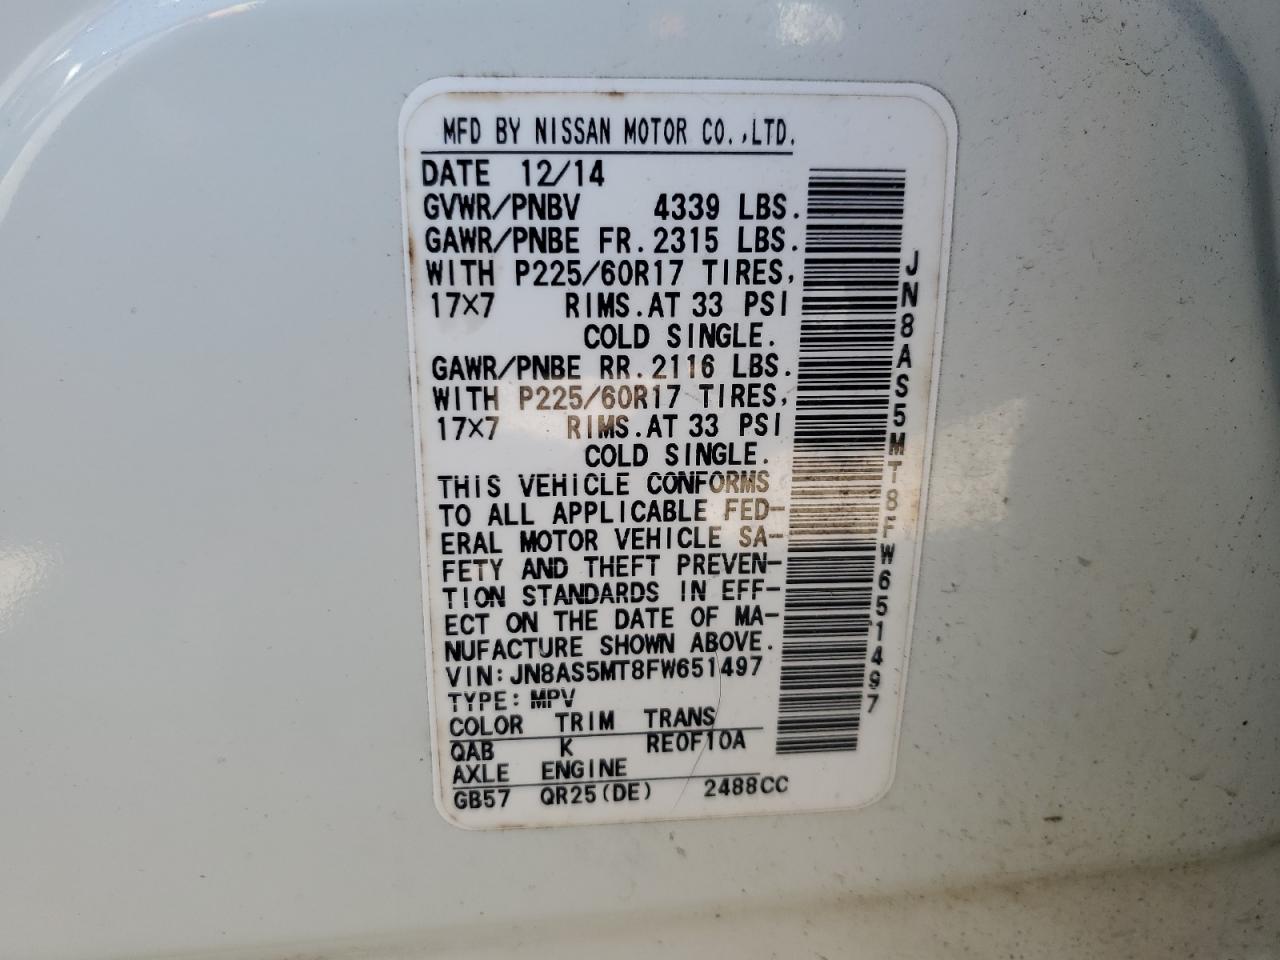 MFD BY NISSAN MOTOR CO.,LTD.
DATE 12/14
GVWR/PNBV 4339 LBS.
GAWR/PNBE FR.2315 LBS.
WITH P225/60R17 TIRES,
17×7 RIMS.AT 33 PSI
COLD SINGLE.
GAWR/PNBE RR.2116 LBS.
WITH P225/60R17 TIRES,
17×7 RIMS.AT 33 PSI
COLD SINGLE.
THIS VEHICLE CONFORMS
TO ALL APPLICABLE FED-
ERAL MOTOR VEHICLE SA-
FETY AND THEFT PREVEN-
TION STANDARDS IN EFF-
ECT ON THE DATE OF MA-
NUFACTURE SHOWN ABOVE.
VIN:JN8AS5MT8FW651497
TYPE:MPV
COLOR TRIM TRANS
QAB K RE0F10A
AXLE ENGINE
GB57 QR25(DE) 2488CC
JN8AS5MT8FW651497